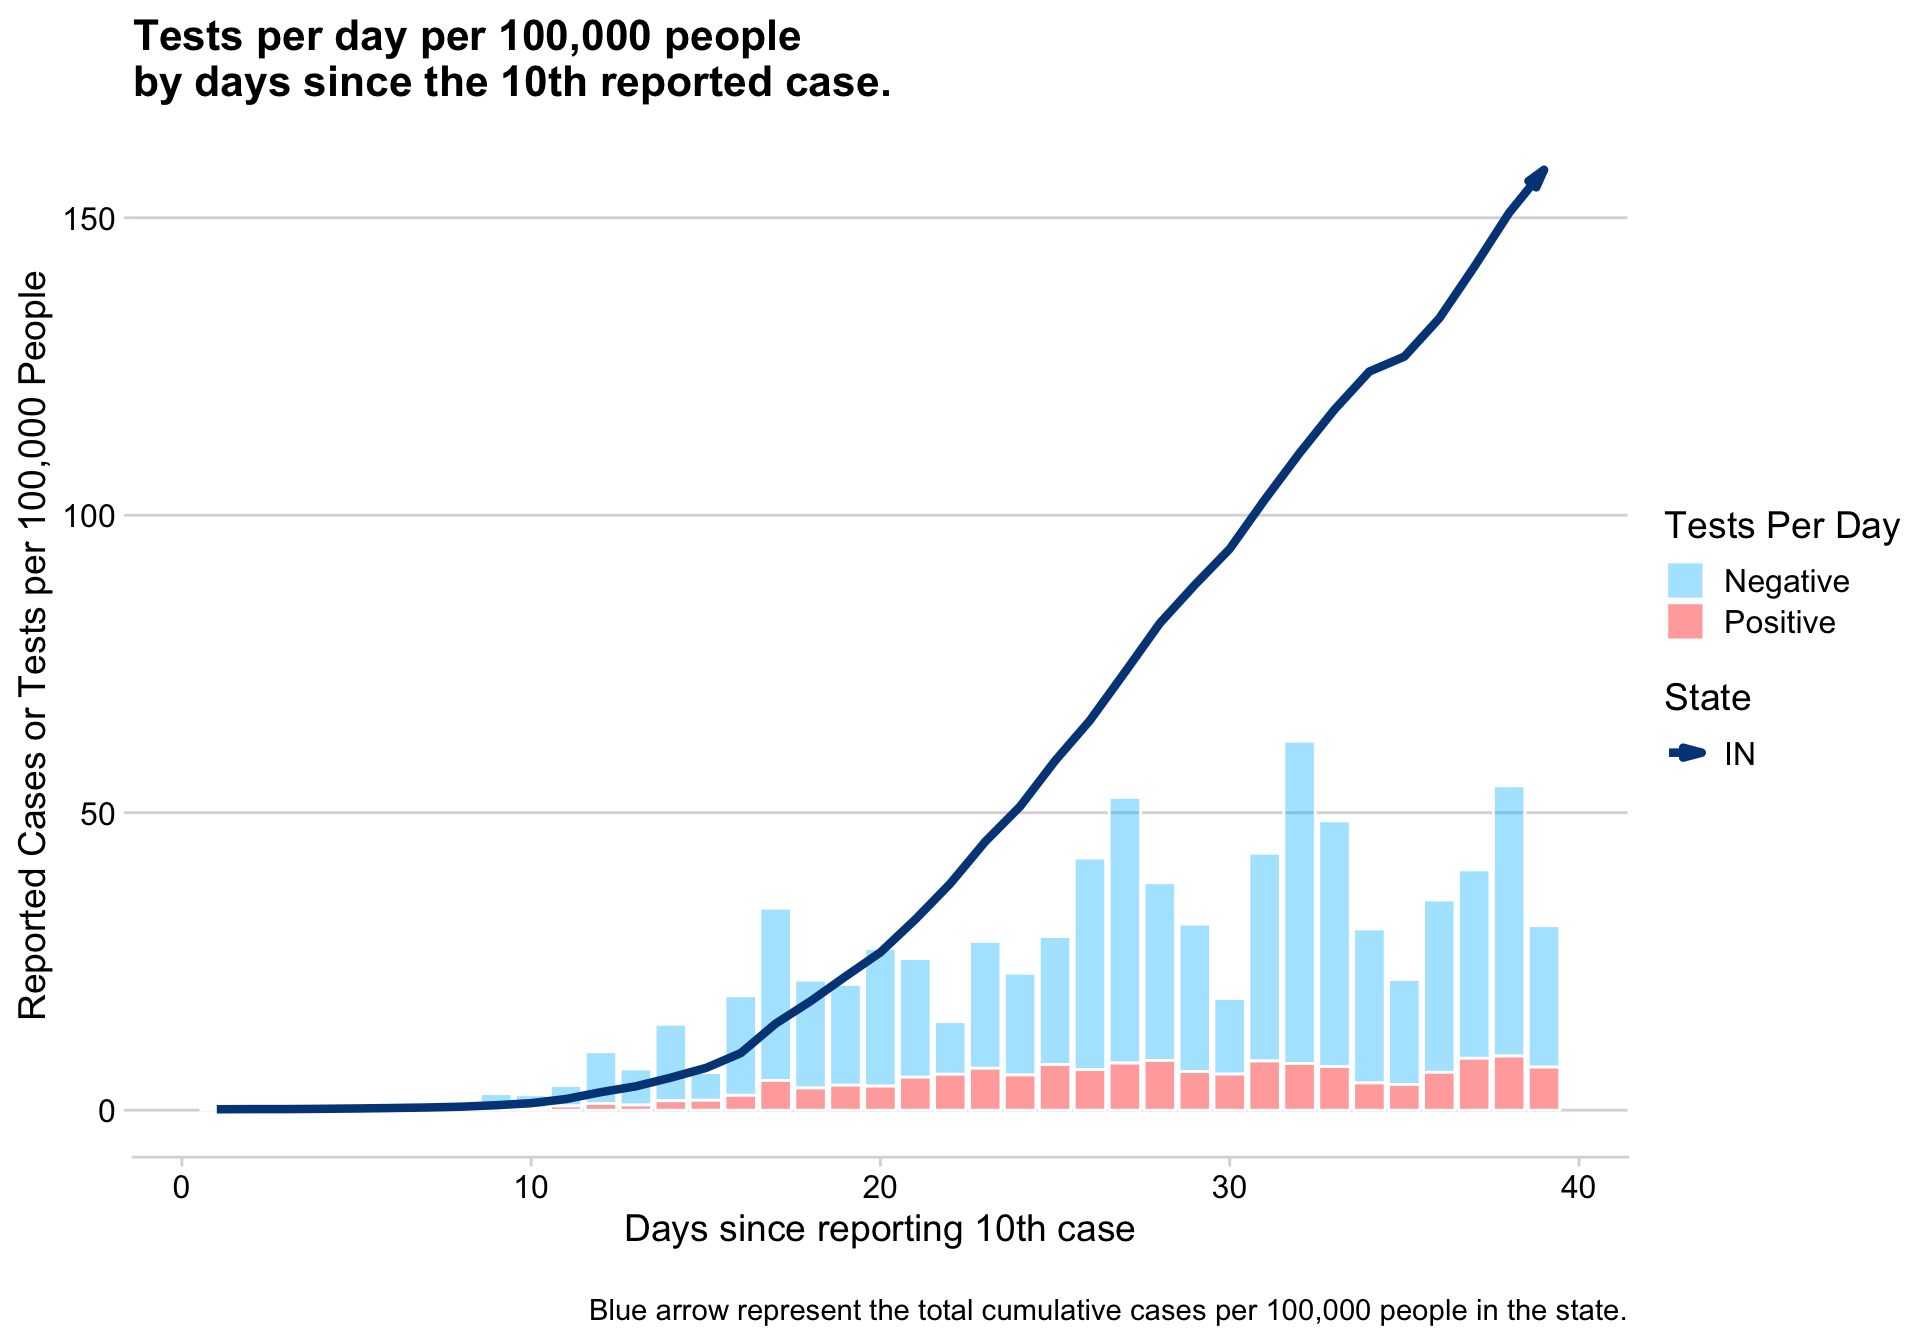 Tests per day per 100,000 people
by days since the 10th reported case.
Reported Cases or Tests per 100,000 People
150
100
50
0
0
10
20
30
40
Days since reporting 10th case
Tests Per Day
Negative
Positive
State
IN
Blue arrow represent the total cumulative cases per 100,000 people in the state.